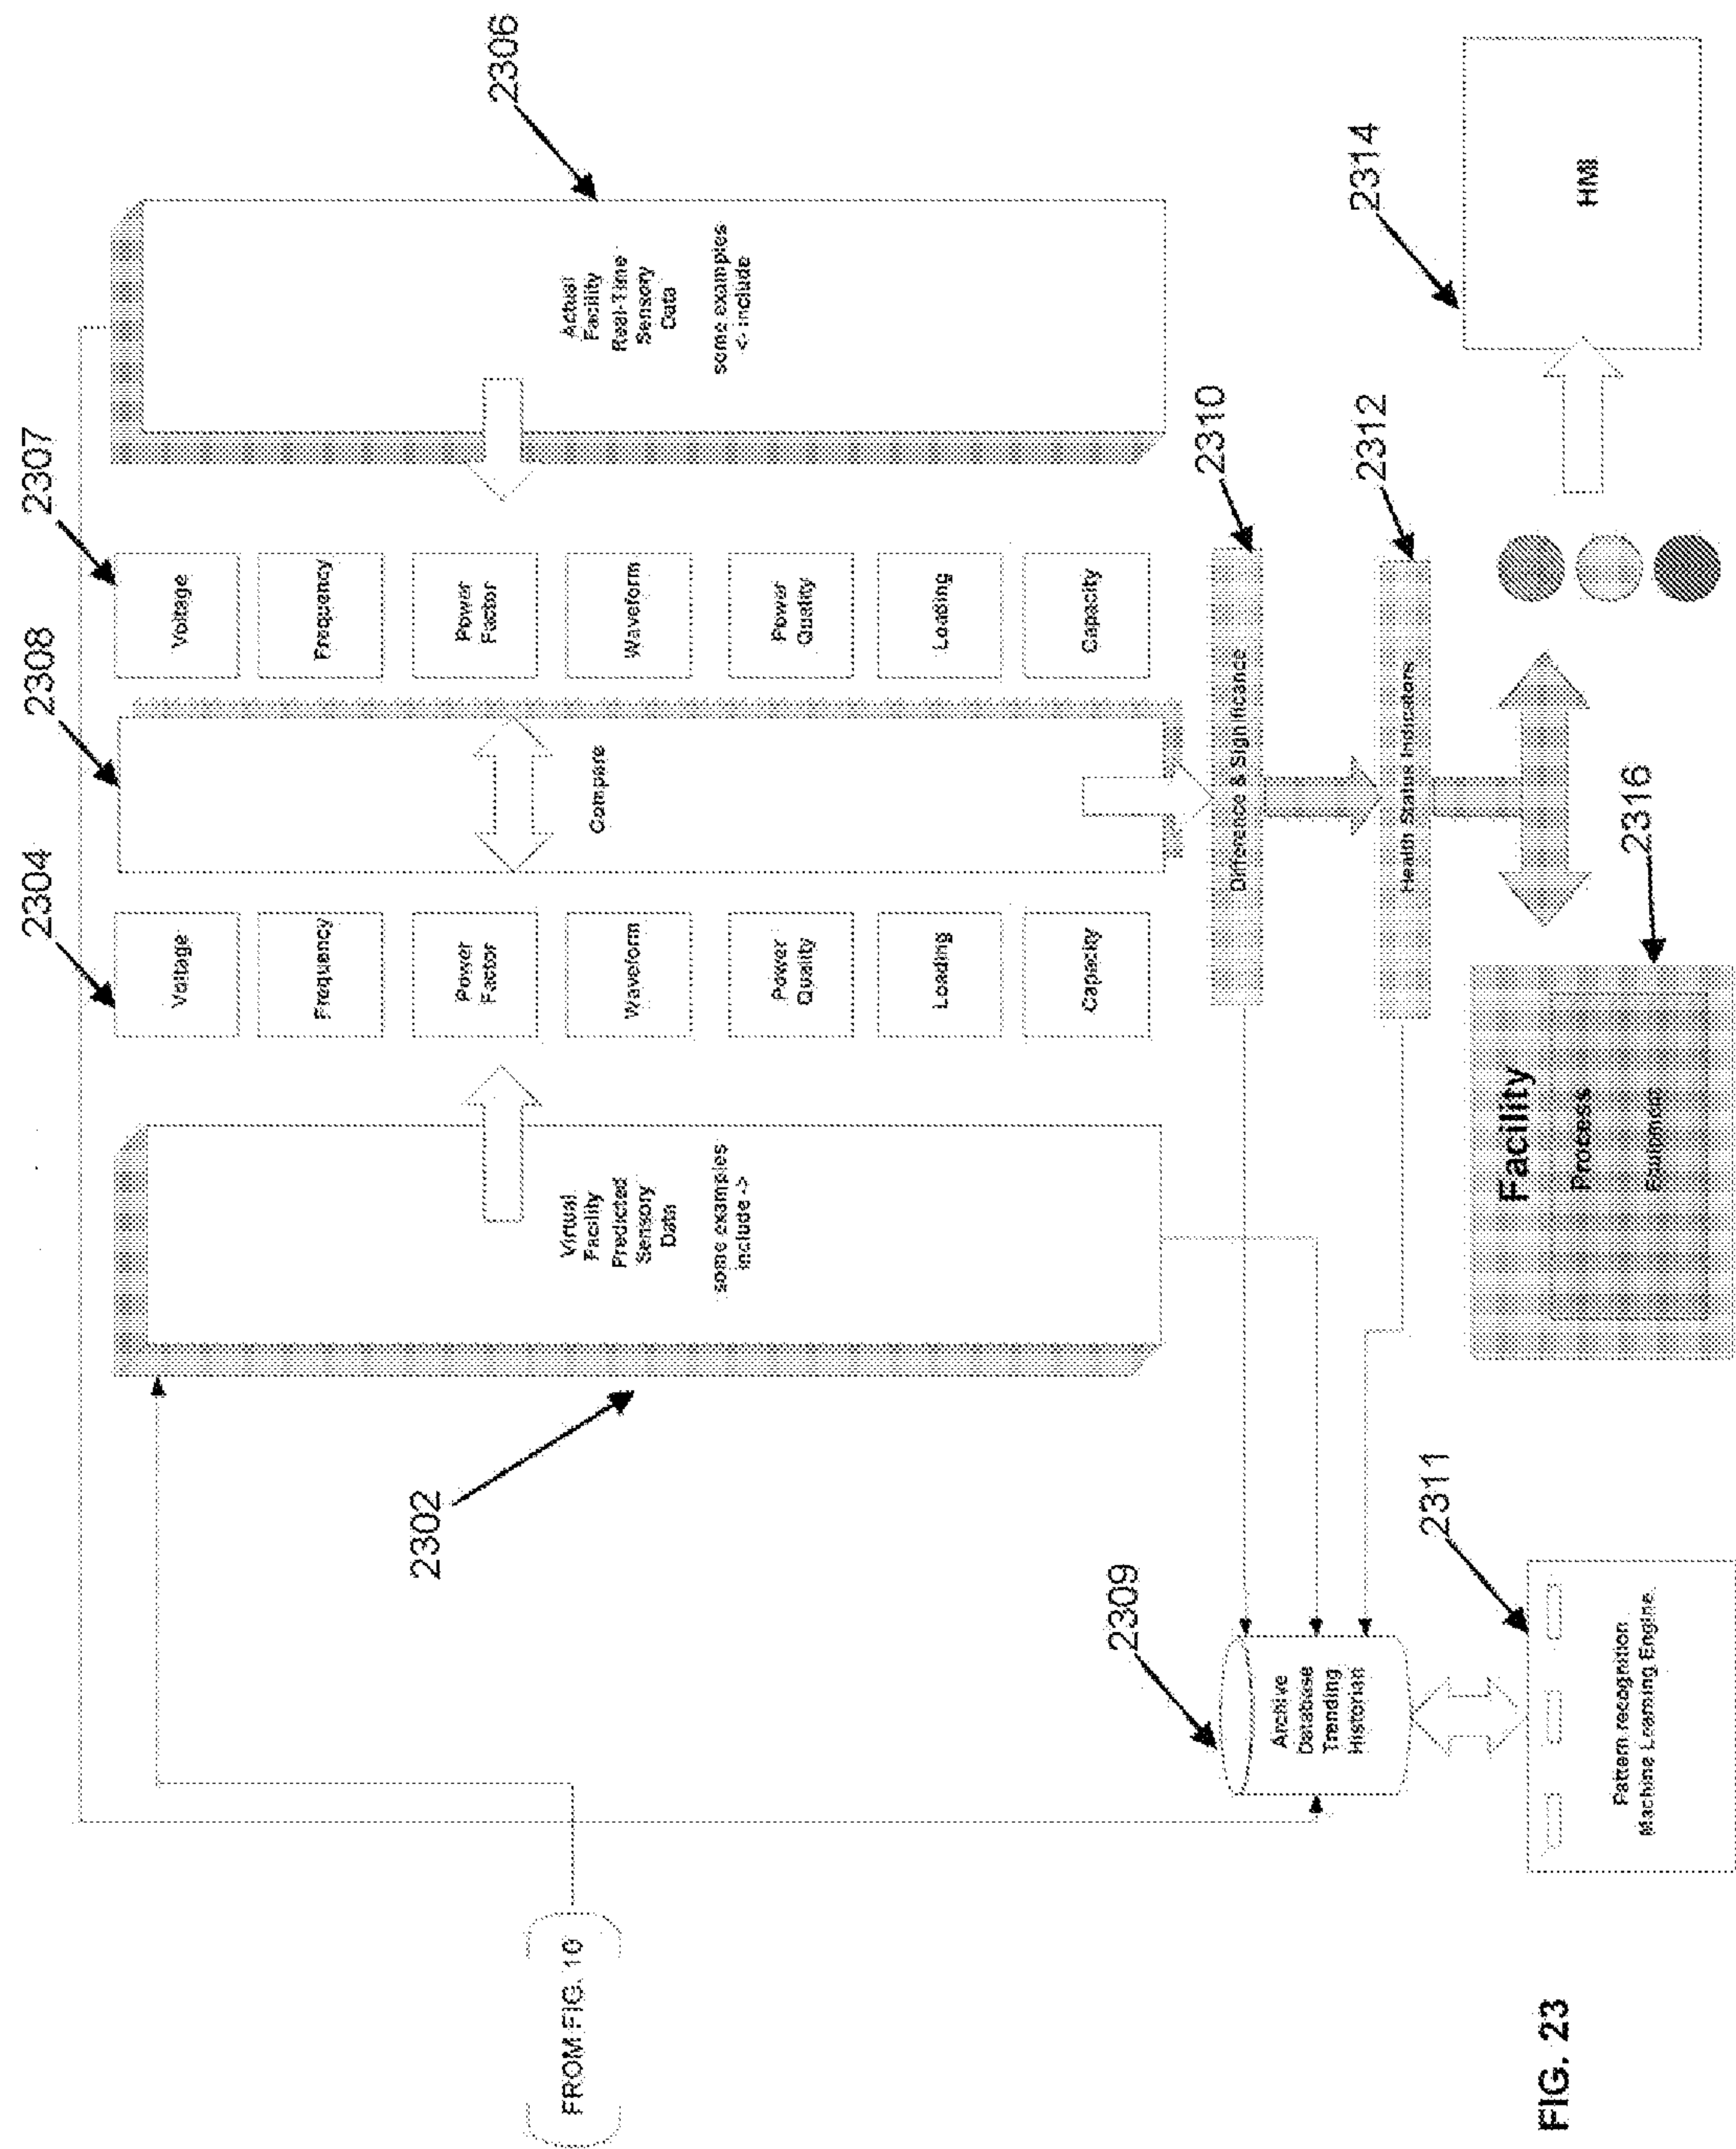 FROM FIG. 10
2302
Virtual
Facility
Predicted
Sensory
Data
some examples
include ->
2304
Voltage
Frequency
Power
Factor
Waveform
Power
Quality
Loading
Capacity
2308
Compare
2307
Voltage
Frequency
Power
Factor
Waveform
Power
Quality
Loading
Capacity
2306
Actual
Facility
Real-Time
Sensory
Data
some examples
<- include
2310
Difference & Significance
2312
Health Status Indicators
2309
Archive
Database
Trending
Historian
2311
Pattern recognition
Machine Learning Engine
2316
Facility
Process
Equipment
2314
HMI
FIG. 23